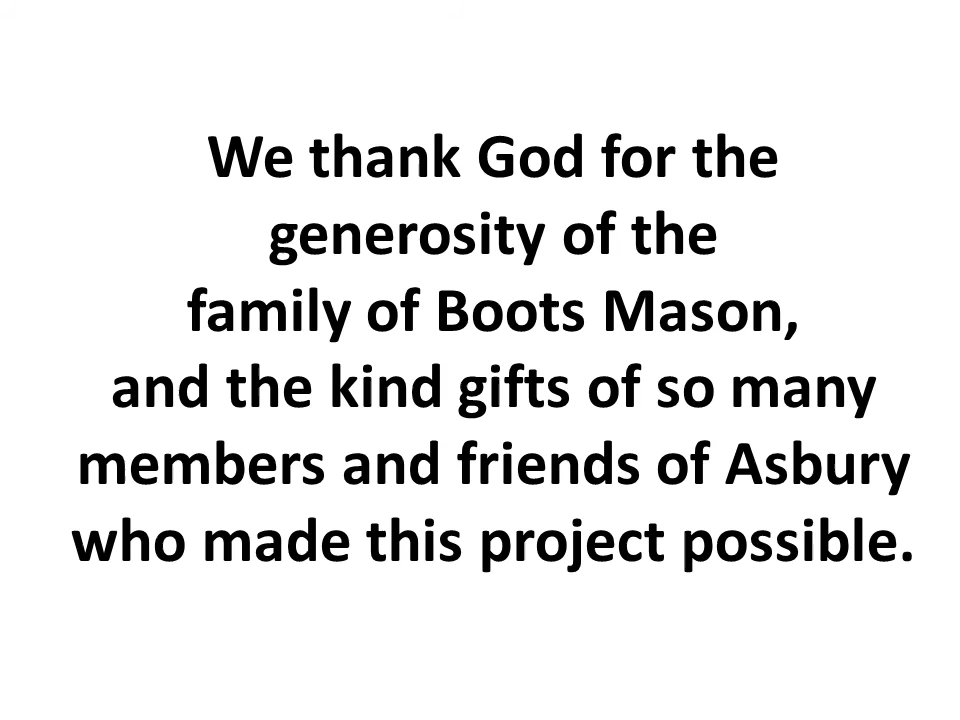 We thank God for the
generosity of the
family of Boots Mason,
and the kind gifts of so many
members and friends of Asbury
who made this project possible.